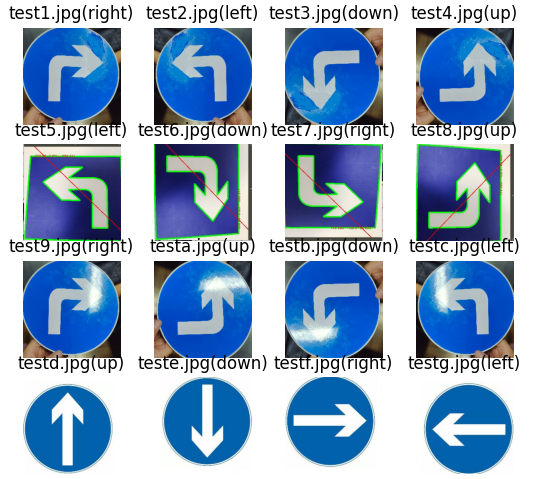 test1.jpg(right) test2.jpg(left) test3.jpg(down) test4.jpg(up)
test5.jpg(left) test6.jpg(down) test7.jpg(right) test8.jpg(up)
test9.jpg(right) testa.jpg(up) testb.jpg(down) testc.jpg(left)
testd.jpg(up) teste.jpg(down) testf.jpg(right) testg.jpg(left)